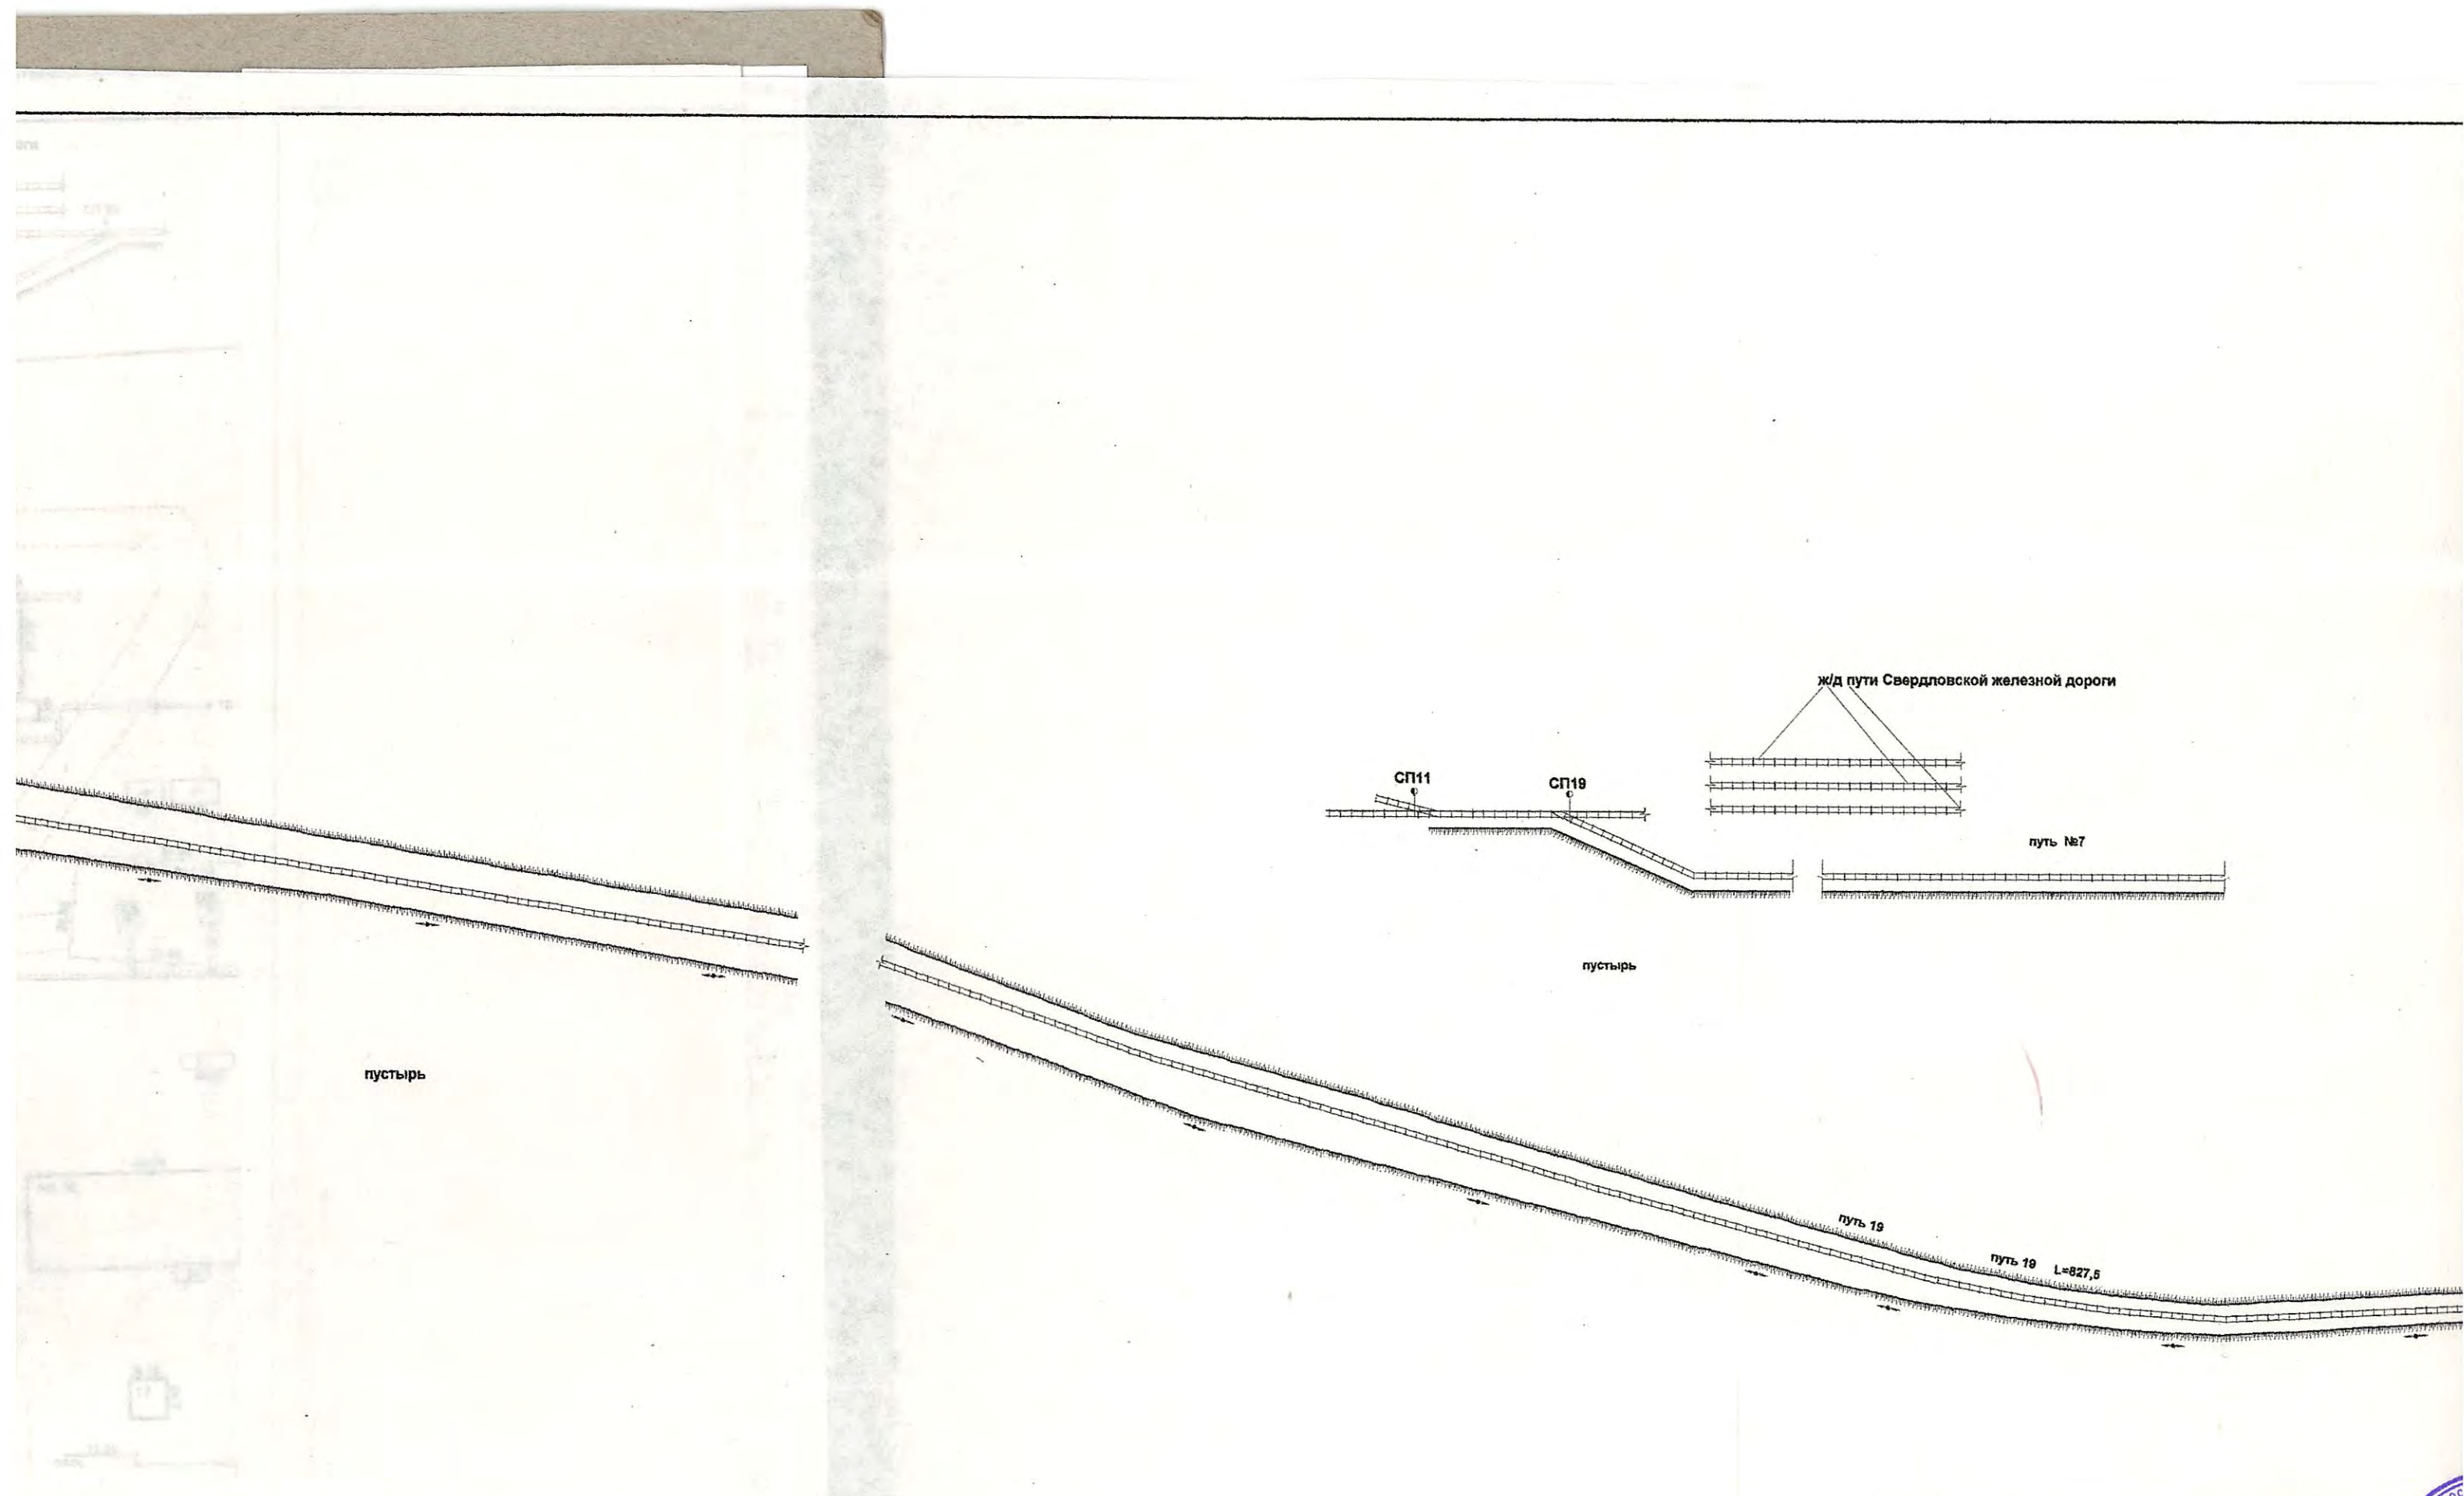 ж/д пути Свердловской железной дороги
СП11
СП19
путь №7
пустырь
пустырь
путь 19
путь 19 L=827,5